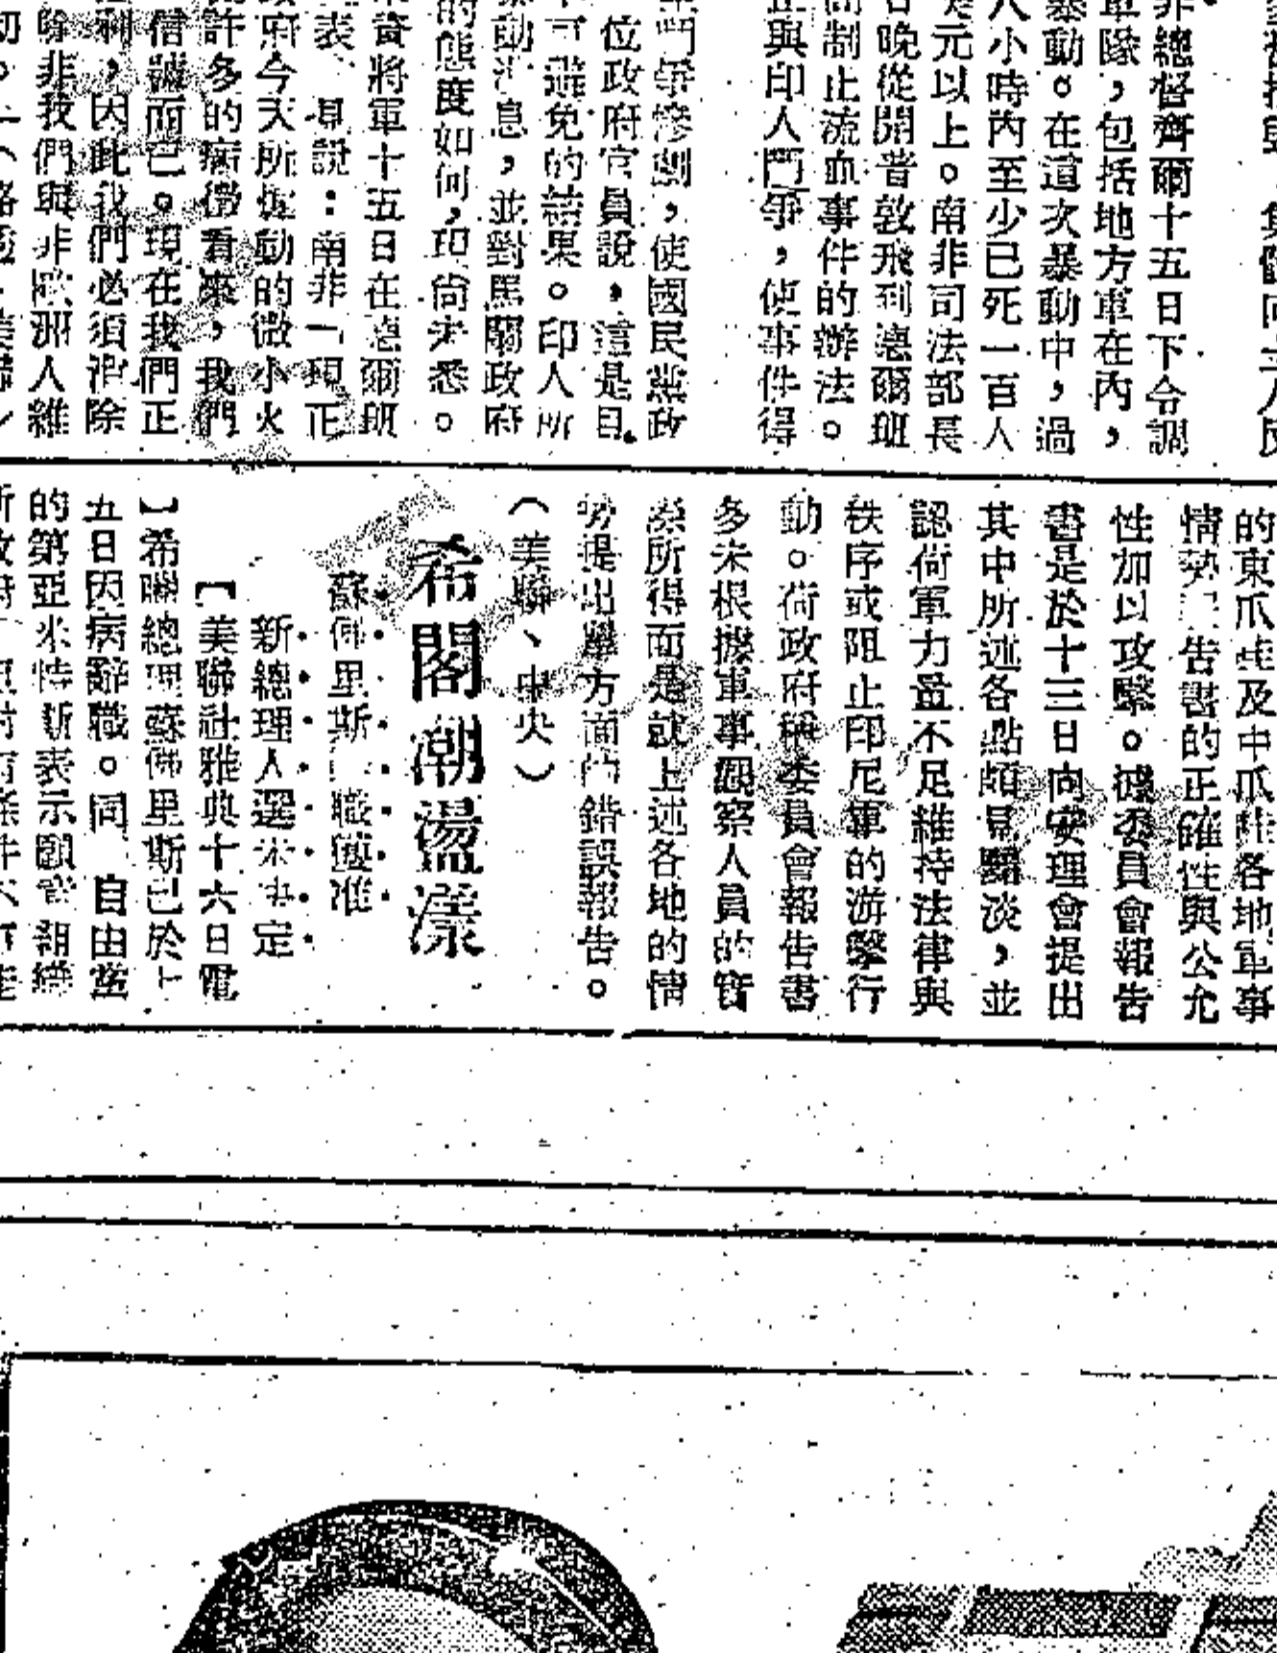 非總督齊爾十五日下令調
軍隊，包括地方軍在內，
暴動。在這次暴動中，過
八小時內至少已死一百人
元以上。南非司法部長
晚從開普敦飛到德爾班
制止流血事件的辦法。
與印人鬥爭，使事件得
鬥爭慘劇，使國民黨政
位政府官員說，這是目
可避免的結果。印人所
動消息，並對黑關政府
的態度如何，印尚未悉。
將軍十五日在德爾班
表說：南非「現正
府今天所煽動的微小火
許多的病徵看來，我們
信號而已。現在我們正
利，因此我們必須消除
除非我們與非歐洲人維
的東爪哇及中爪哇各地軍事
情勢告書的正確性與公允
性加以攻擊。據委員會報告
書是於十三日向安理會提出
其中所述各點頗見黯淡，並
認荷軍力量不足維持法律與
秩序或阻止印尼軍的游擊行
動。荷政府稱委員會報告書
多未根據軍事觀察人員的實
際所得而是就上述各地的情
勞提出單方面的錯誤報告。
（美聯、中央）
希閣潮盪漾
蘇佛里斯職獲准
新總理人選未決定
【美聯社雅典十六日電
】希聯總理蘇佛里斯已於十
五日因病辭職。同自由黨
的第亞米特斯表示願意組織